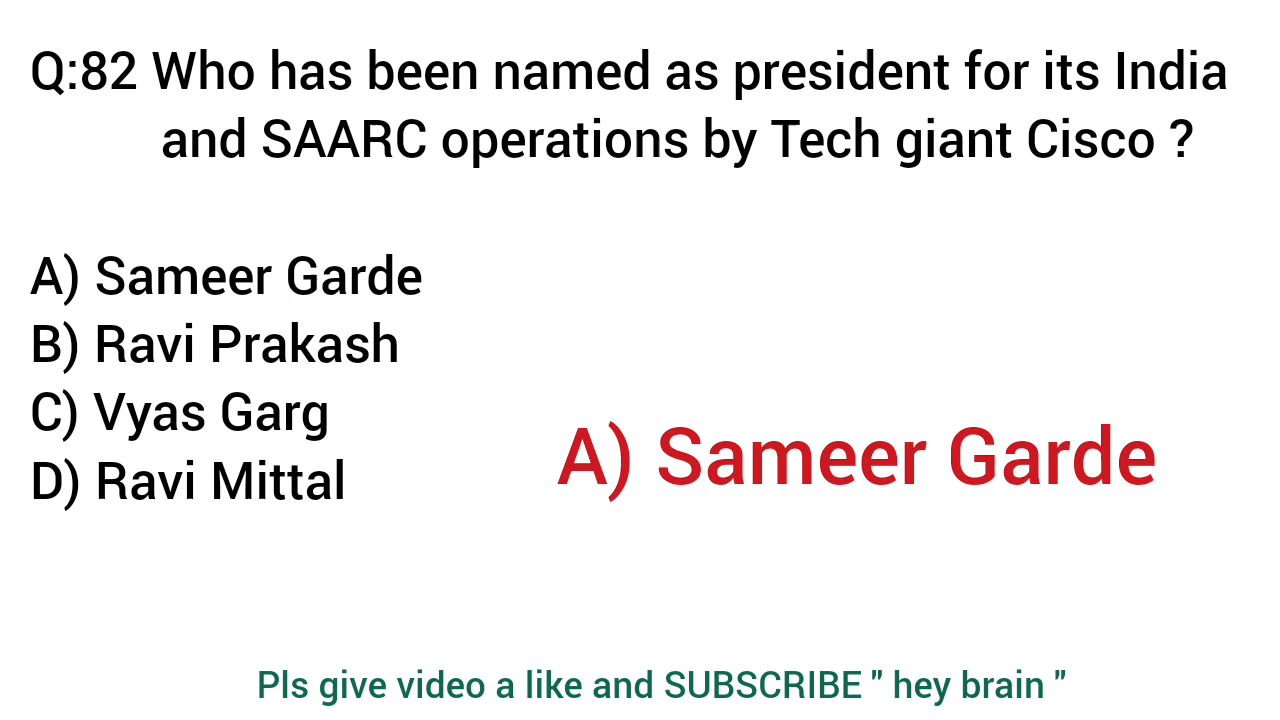 Q:82 Who has been named as president for its India
and SAARC operations by Tech giant Cisco ?
A) Sameer Garde
B) Ravi Prakash
C) Vyas Garg
D) Ravi Mittal
A) Sameer Garde
Pls give video a like and SUBSCRIBE " hey brain "